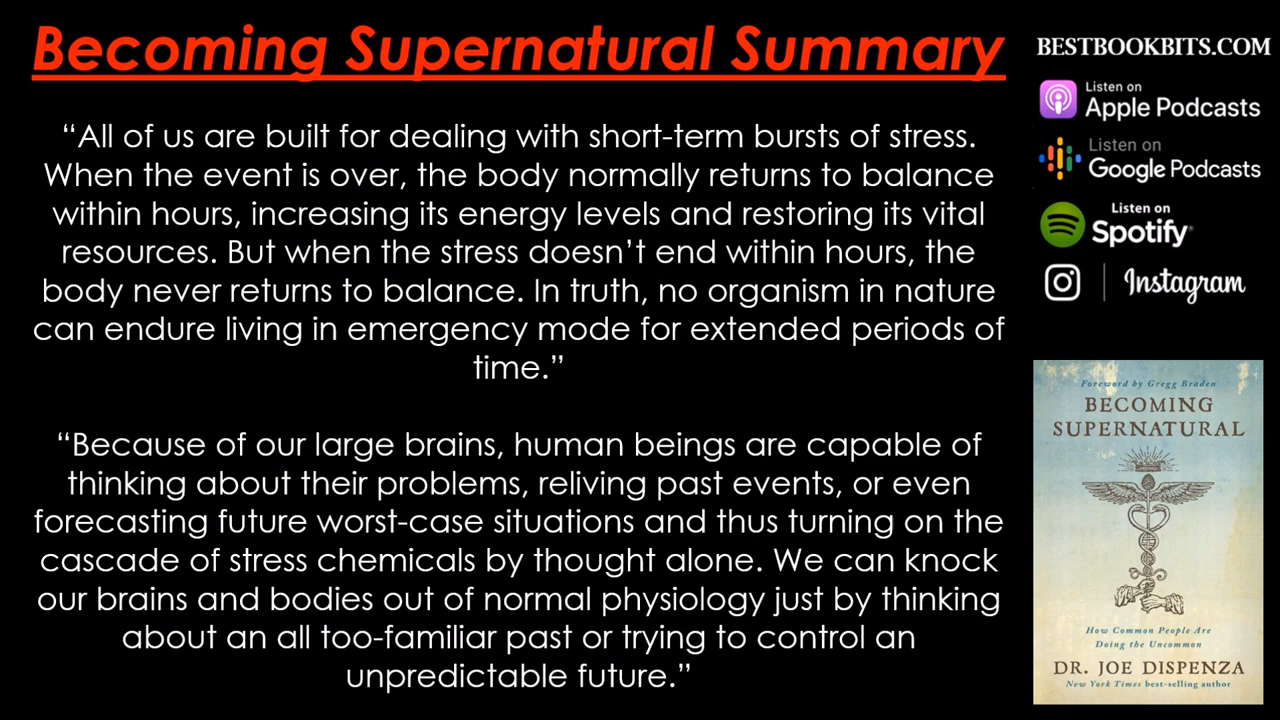 Becoming Supernatural Summary
“All of us are built for dealing with short-term bursts of stress.
When the event is over, the body normally returns to balance
within hours, increasing its energy levels and restoring its vital
resources. But when the stress doesn’t end within hours, the
body never returns to balance. In truth, no organism in nature
can endure living in emergency mode for extended periods of
time.”
“Because of our large brains, human beings are capable of
thinking about their problems, reliving past events, or even
forecasting future worst-case situations and thus turning on the
cascade of stress chemicals by thought alone. We can knock
our brains and bodies out of normal physiology just by thinking
about an all too-familiar past or trying to control an
unpredictable future.”
BESTBOOKBITS.COM
Listen on
Apple Podcasts
Listen on
Google Podcasts
Listen on
Spotify
Instagram
Foreword by Gregg Braden
BECOMING
SUPERNATURAL
How Common People Are
Doing the Uncommon
DR. JOE DISPENZA
New York Times best-selling author